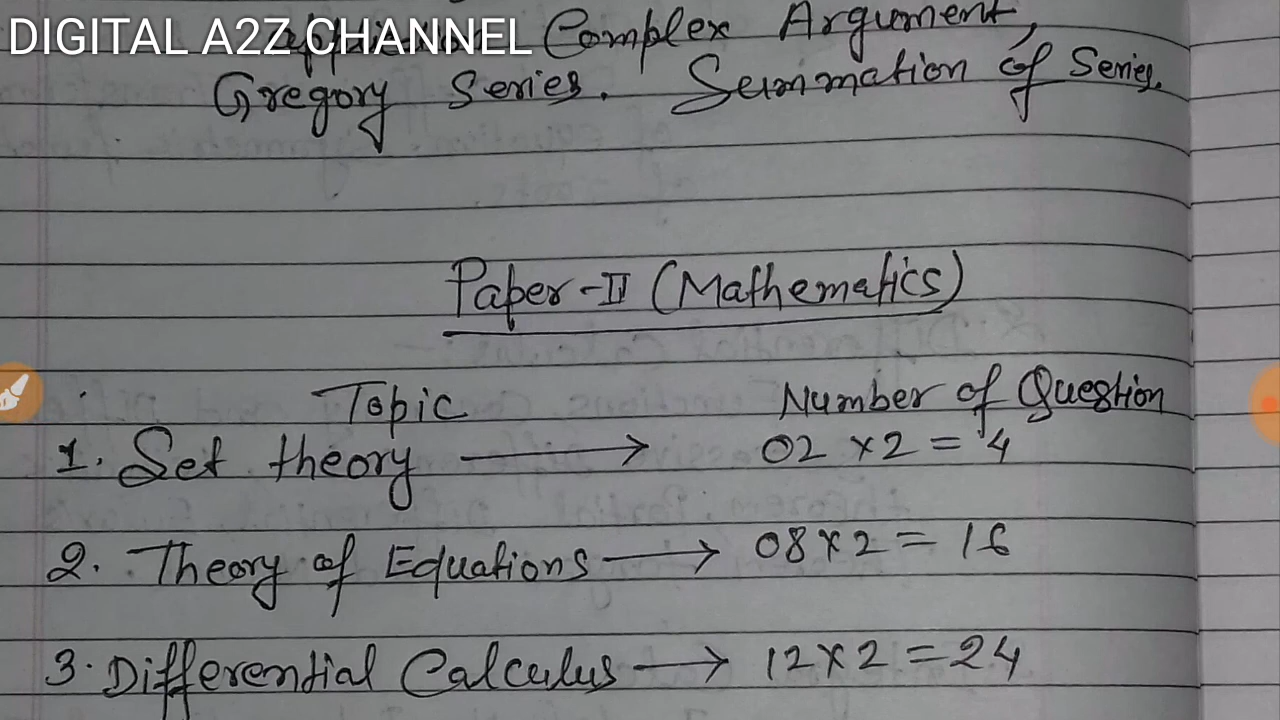 DIGITAL A2Z CHANNEL
Complex Argument,
Gregory Series. Summation of Series.
Paper-II (Mathematics)
Topic Number of Question
1. Set theory → 02 × 2 = 4
2. Theory of Equations → 08 × 2 = 16
3. Differential Calculus → 12 × 2 = 24